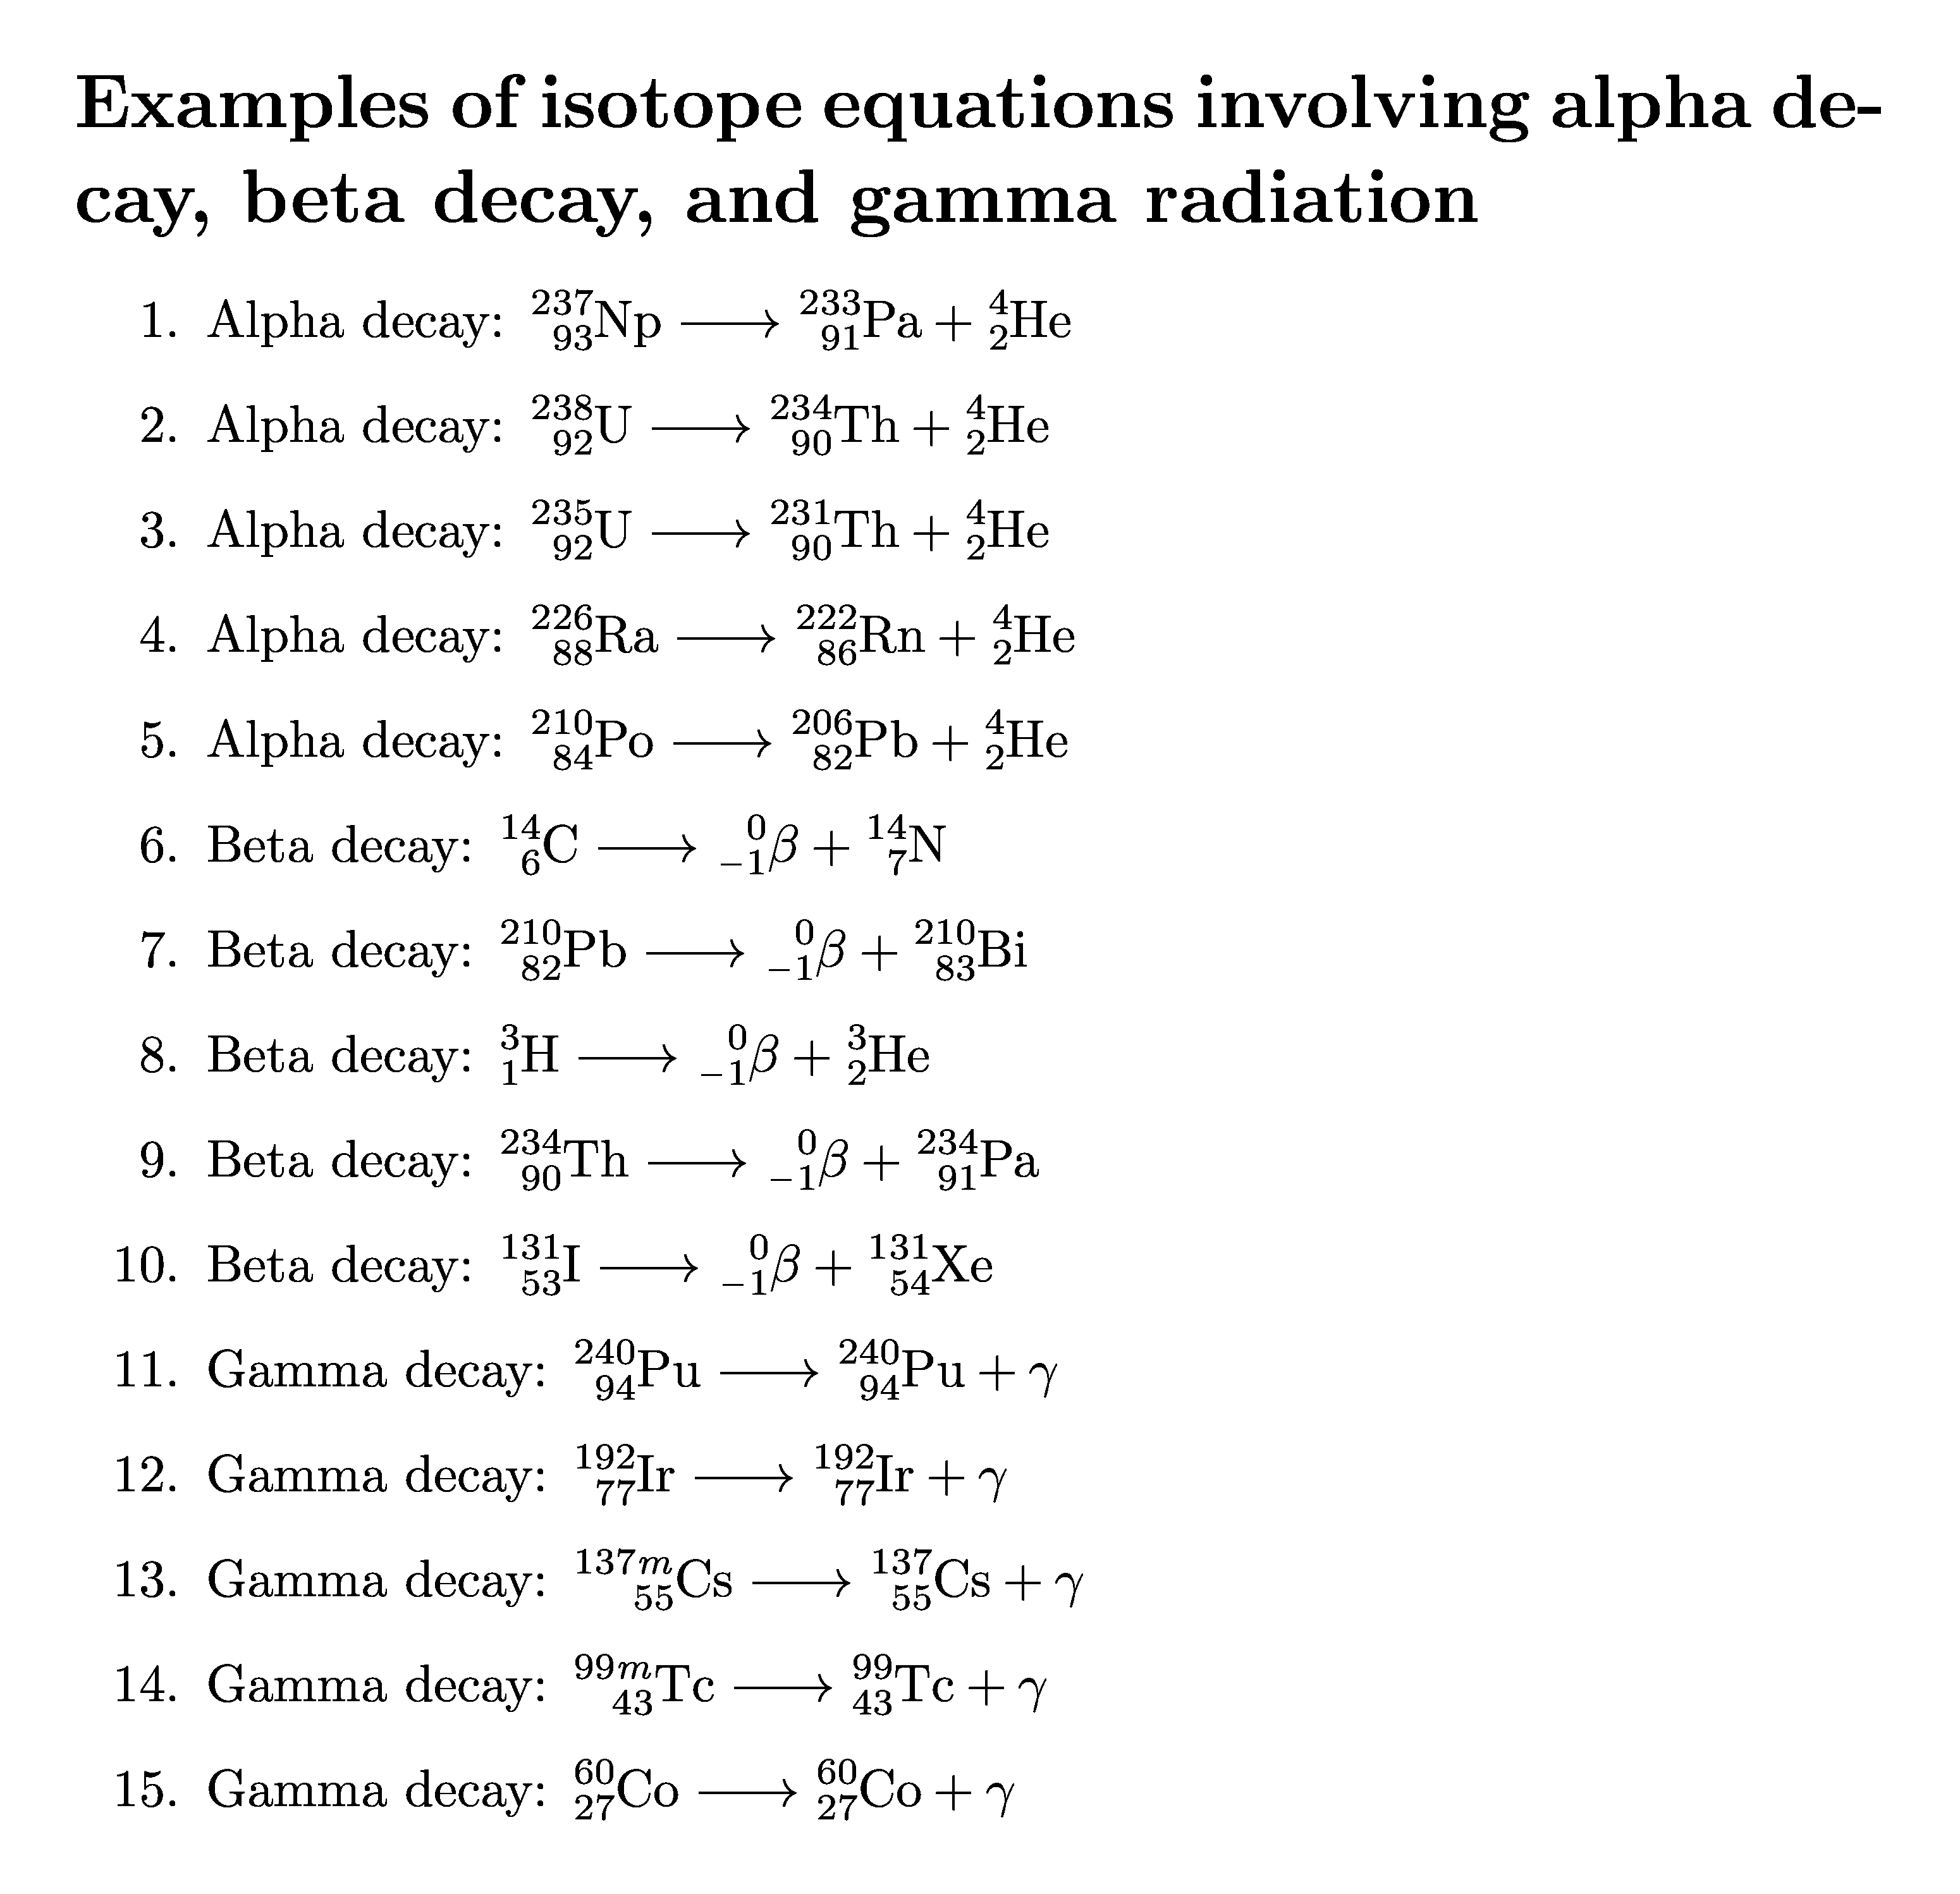 Examples of isotope equations involving alpha de-
cay, beta decay, and gamma radiation
1. Alpha decay: $^{237}_{93}\mathrm{Np} \longrightarrow {}^{233}_{91}\mathrm{Pa} + {}^{4}_{2}\mathrm{He}$
2. Alpha decay: $^{238}_{92}\mathrm{U} \longrightarrow {}^{234}_{90}\mathrm{Th} + {}^{4}_{2}\mathrm{He}$
3. Alpha decay: $^{235}_{92}\mathrm{U} \longrightarrow {}^{231}_{90}\mathrm{Th} + {}^{4}_{2}\mathrm{He}$
4. Alpha decay: $^{226}_{88}\mathrm{Ra} \longrightarrow {}^{222}_{86}\mathrm{Rn} + {}^{4}_{2}\mathrm{He}$
5. Alpha decay: $^{210}_{84}\mathrm{Po} \longrightarrow {}^{206}_{82}\mathrm{Pb} + {}^{4}_{2}\mathrm{He}$
6. Beta decay: $^{14}_{6}\mathrm{C} \longrightarrow {}^{0}_{-1}\beta + {}^{14}_{7}\mathrm{N}$
7. Beta decay: $^{210}_{82}\mathrm{Pb} \longrightarrow {}^{0}_{-1}\beta + {}^{210}_{83}\mathrm{Bi}$
8. Beta decay: $^{3}_{1}\mathrm{H} \longrightarrow {}^{0}_{-1}\beta + {}^{3}_{2}\mathrm{He}$
9. Beta decay: $^{234}_{90}\mathrm{Th} \longrightarrow {}^{0}_{-1}\beta + {}^{234}_{91}\mathrm{Pa}$
10. Beta decay: $^{131}_{53}\mathrm{I} \longrightarrow {}^{0}_{-1}\beta + {}^{131}_{54}\mathrm{Xe}$
11. Gamma decay: $^{240}_{94}\mathrm{Pu} \longrightarrow {}^{240}_{94}\mathrm{Pu} + \gamma$
12. Gamma decay: $^{192}_{77}\mathrm{Ir} \longrightarrow {}^{192}_{77}\mathrm{Ir} + \gamma$
13. Gamma decay: $^{137m}_{55}\mathrm{Cs} \longrightarrow {}^{137}_{55}\mathrm{Cs} + \gamma$
14. Gamma decay: $^{99m}_{43}\mathrm{Tc} \longrightarrow {}^{99}_{43}\mathrm{Tc} + \gamma$
15. Gamma decay: $^{60}_{27}\mathrm{Co} \longrightarrow {}^{60}_{27}\mathrm{Co} + \gamma$